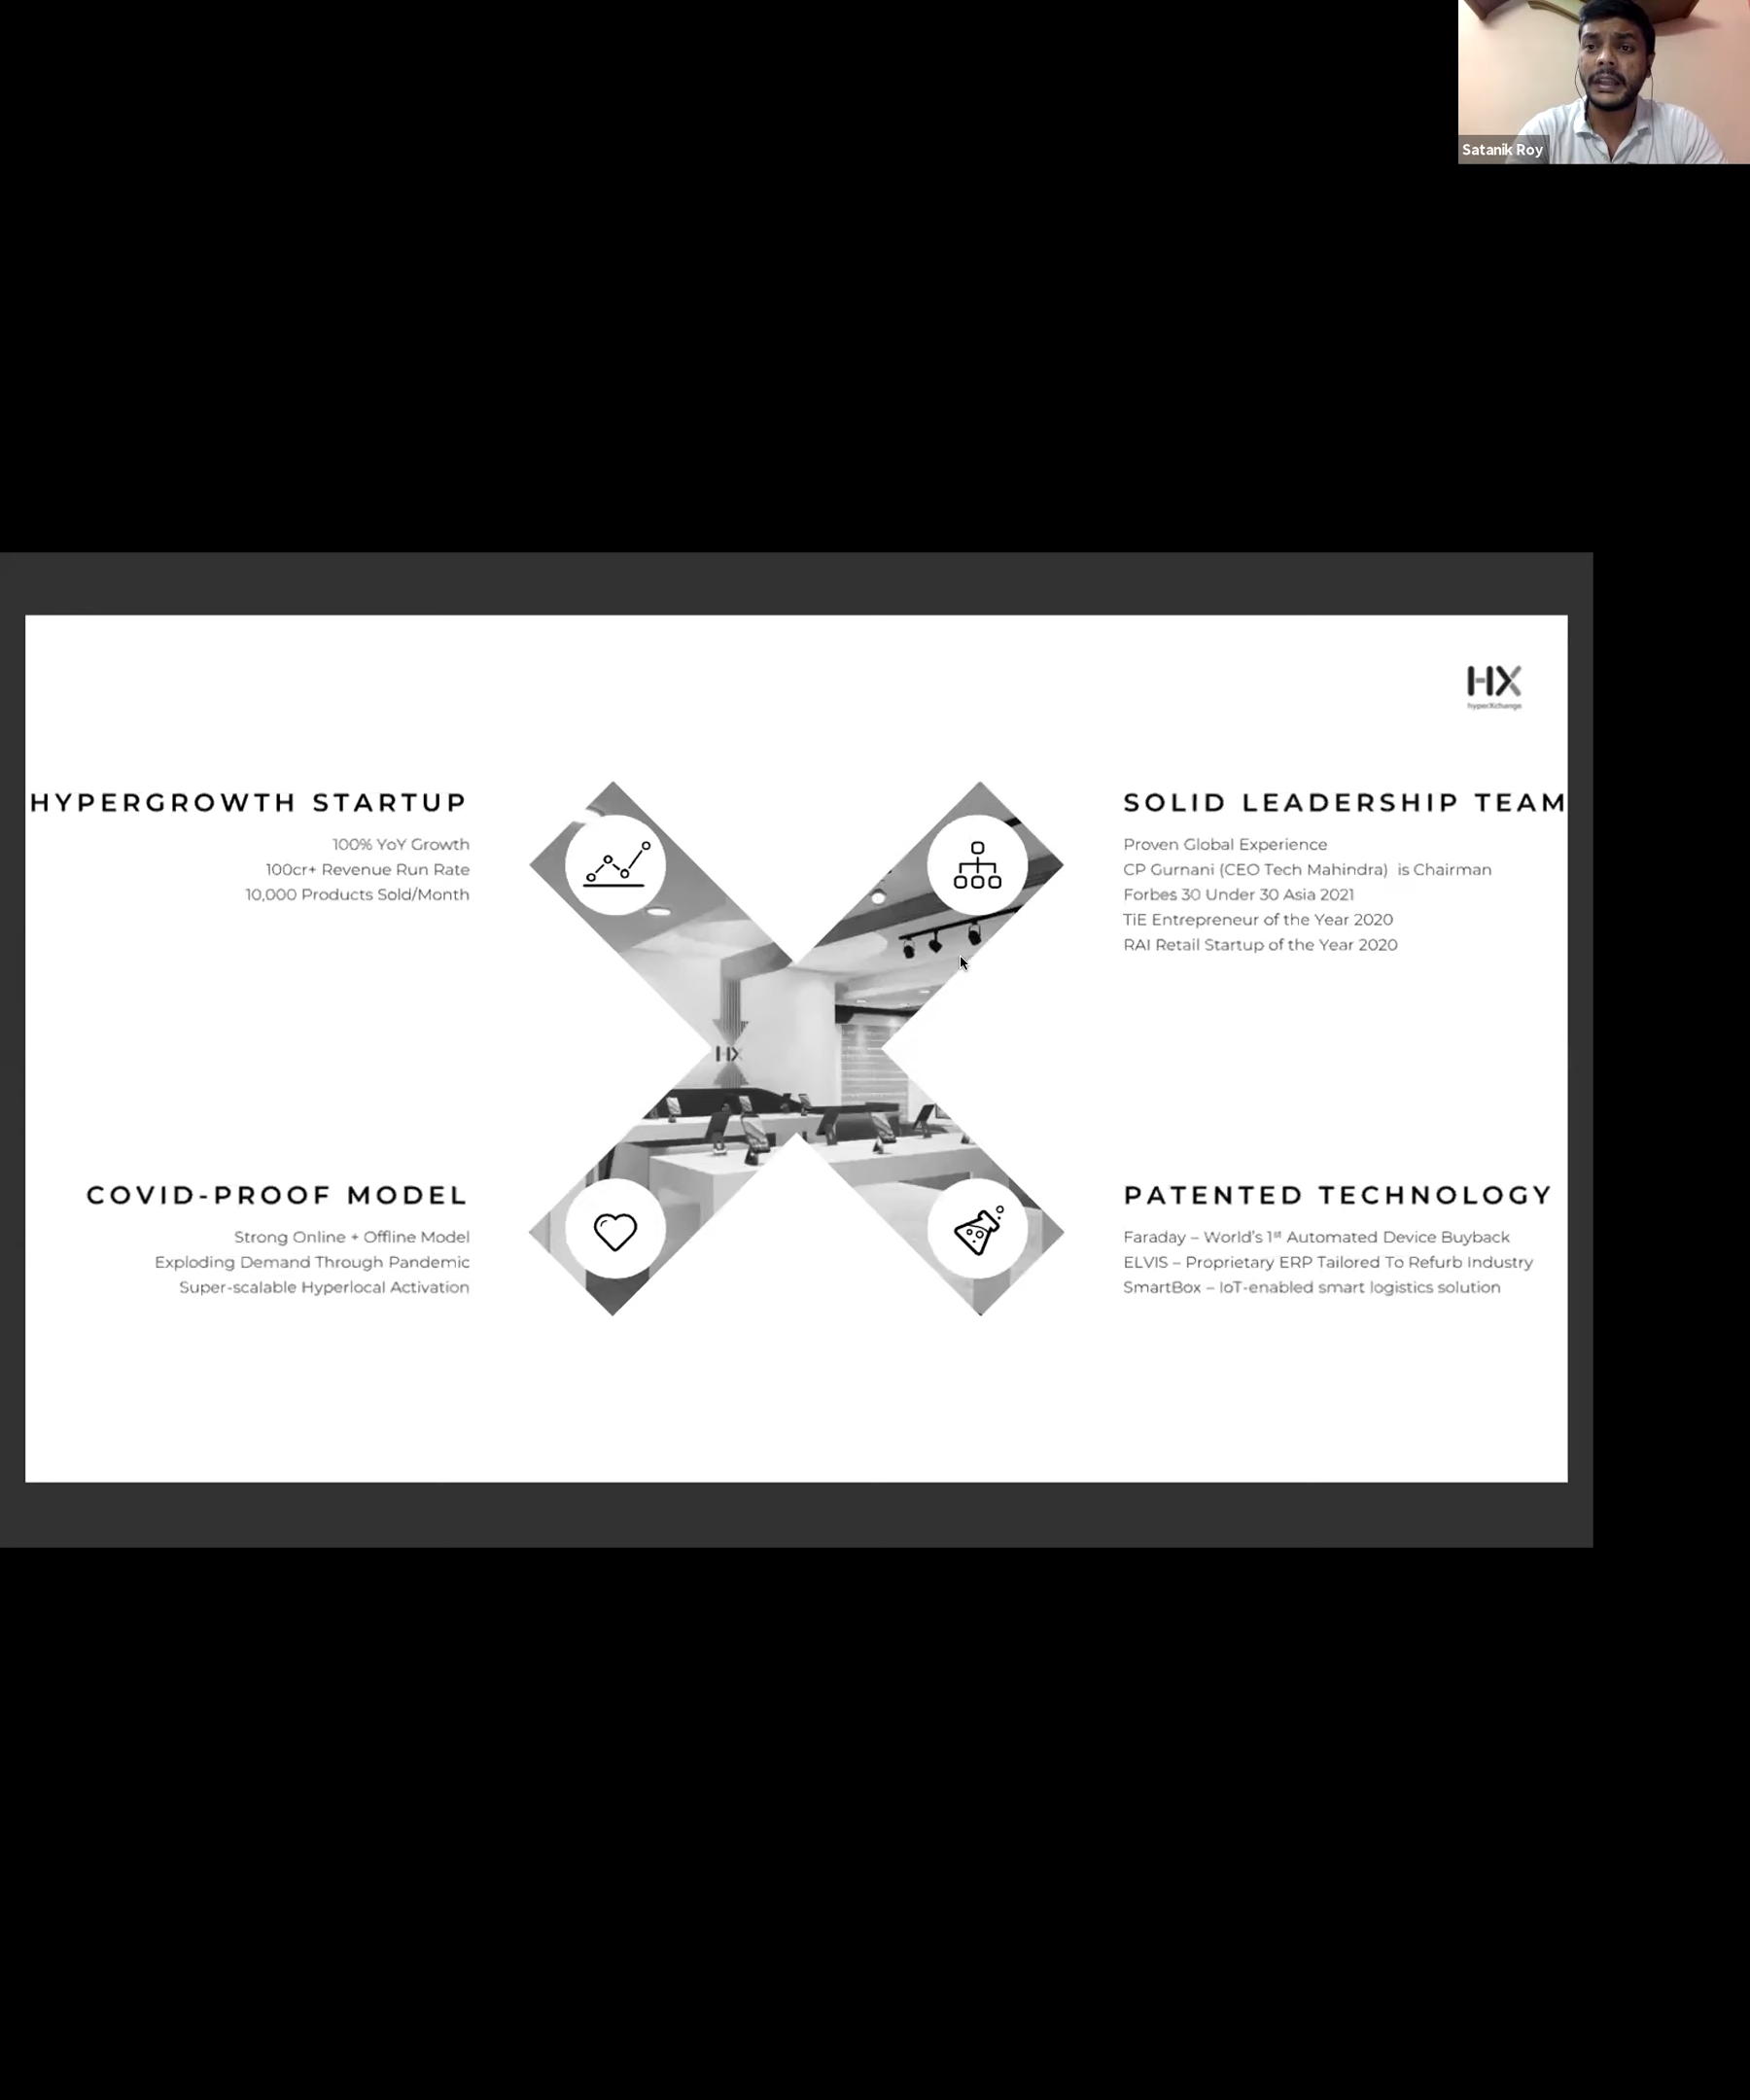 Satanik Roy
HX
hyperXchange
HYPERGROWTH STARTUP
100% YoY Growth
100cr+ Revenue Run Rate
10,000 Products Sold/Month
SOLID LEADERSHIP TEAM
Proven Global Experience
CP Gurnani (CEO Tech Mahindra)  is Chairman
Forbes 30 Under 30 Asia 2021
TiE Entrepreneur of the Year 2020
RAI Retail Startup of the Year 2020
HX
COVID-PROOF MODEL
Strong Online + Offline Model
Exploding Demand Through Pandemic
Super-scalable Hyperlocal Activation
PATENTED TECHNOLOGY
Faraday – World’s 1st Automated Device Buyback
ELVIS – Proprietary ERP Tailored To Refurb Industry
SmartBox – IoT-enabled smart logistics solution